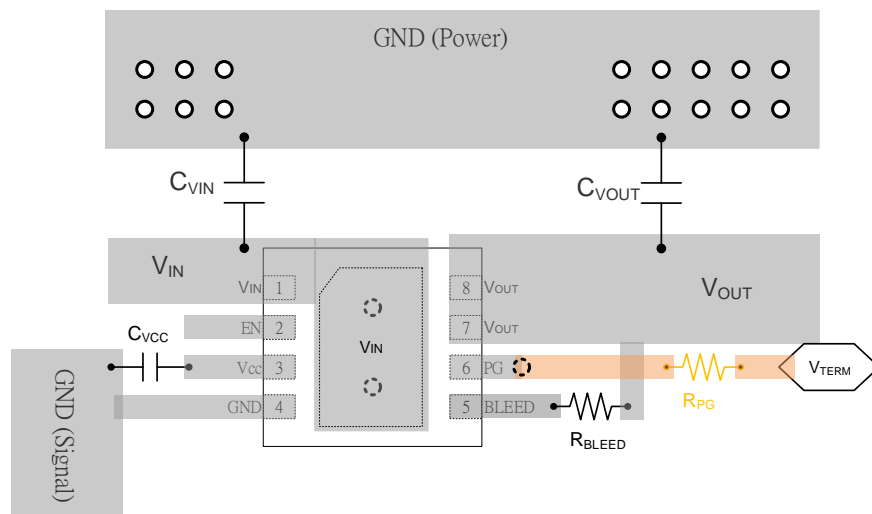 GND (Power)
CVIN
CVOUT
VIN
VOUT
VIN 1
8 VOUT
EN 2
7 VOUT
VIN
CVCC
Vcc 3
6 PG
VTERM
RPG
GND 4
5 BLEED
RBLEED
GND (Signal)